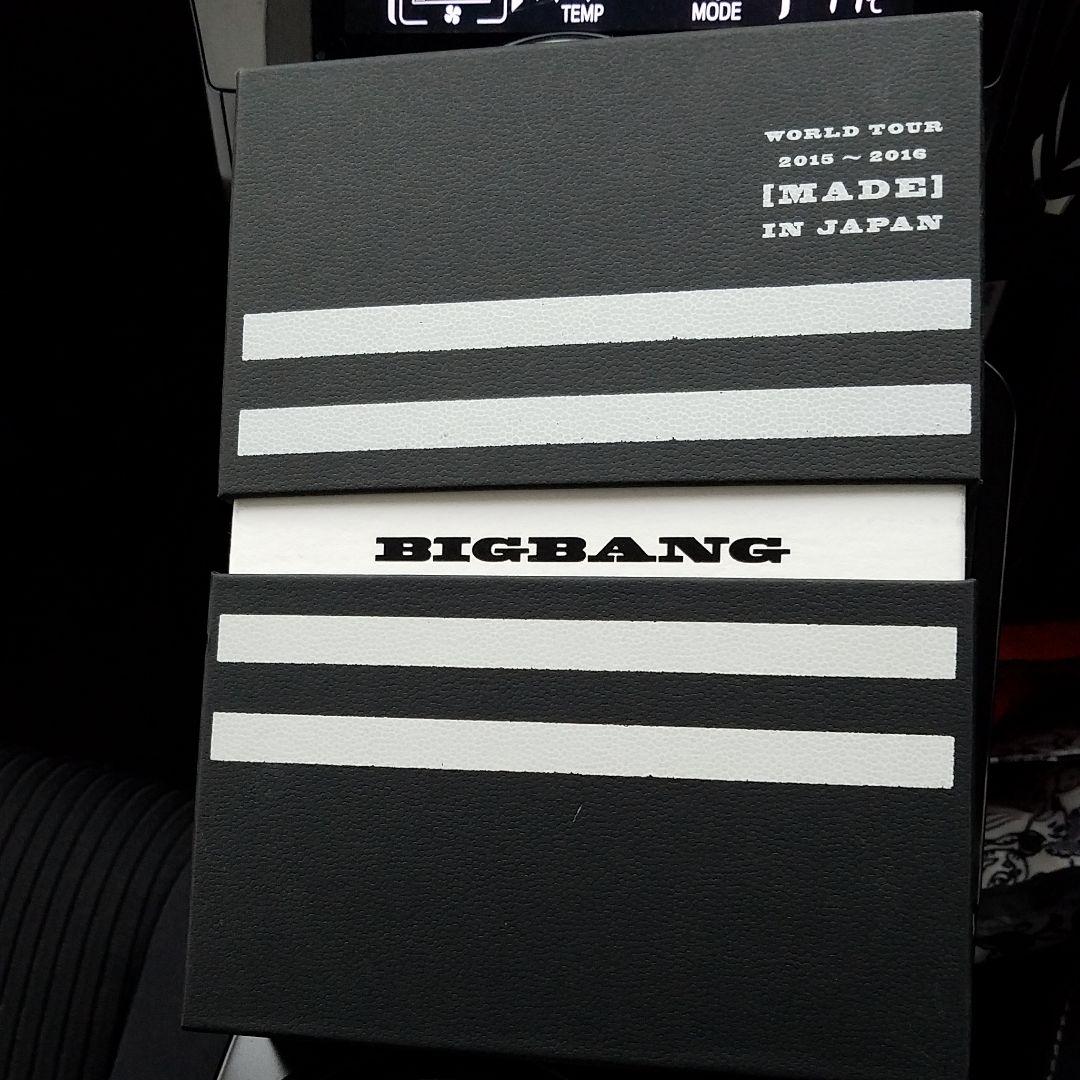 TEMP MODE
WORLD TOUR
2015 ~ 2016
[MADE]
IN JAPAN
BIGBANG